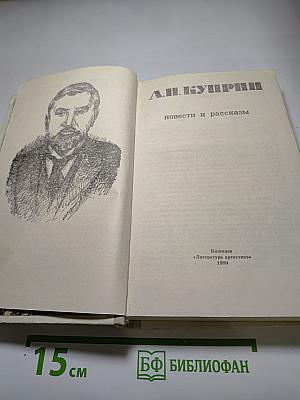 А.И. КУПРИН
повести и рассказы
Кишинев
«Литература артистикэ»
1989
15 см
БФ БИБЛИОФАН